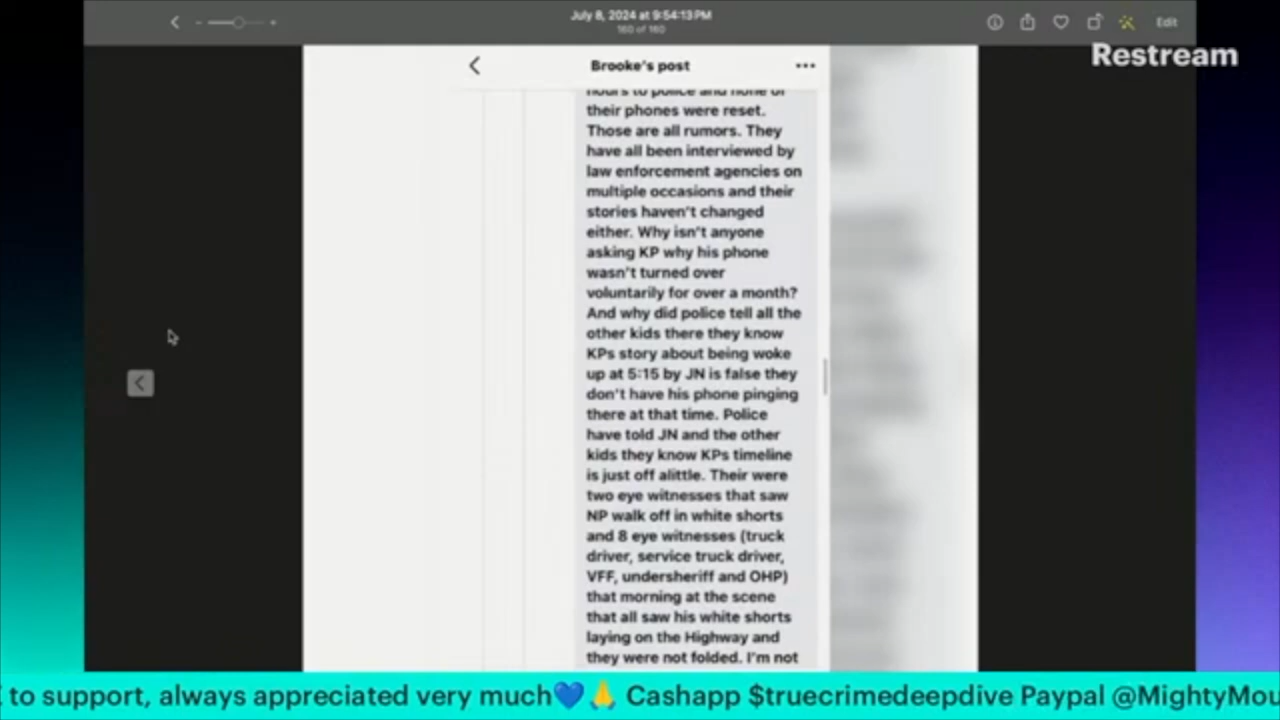 July 8, 2024 at 9:54:13 PM
160 of 160
Edit
Restream
Brooke's post
hours to police and none of
their phones were reset.
Those are all rumors. They
have all been interviewed by
law enforcement agencies on
multiple occasions and their
stories haven't changed
either. Why isn't anyone
asking KP why his phone
wasn't turned over
voluntarily for over a month?
And why did police tell all the
other kids there they know
KPs story about being woke
up at 5:15 by JN is false they
don't have his phone pinging
there at that time. Police
have told JN and the other
kids they know KPs timeline
is just off alittle. Their were
two eye witnesses that saw
NP walk off in white shorts
and 8 eye witnesses (truck
driver, service truck driver,
VFF, undersheriff and OHP)
that morning at the scene
that all saw his white shorts
laying on the Highway and
they were not folded. I'm not
to support, always appreciated very much💙🙏 Cashapp $truecrimedeepdive Paypal @MightyMou